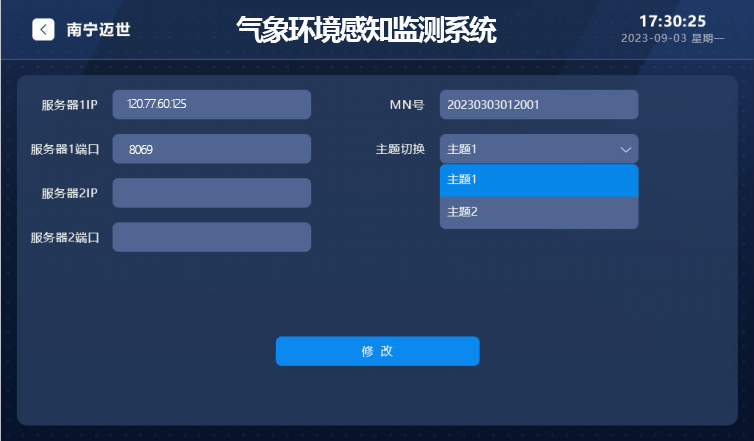 南宁迈世
气象环境感知监测系统
17:30:25
2023-09-03 星期一
服务器1IP
120.77.60.125
MN号
20230303012001
服务器1端口
8069
主题切换
主题1
主题1
服务器2IP
主题2
服务器2端口
修 改